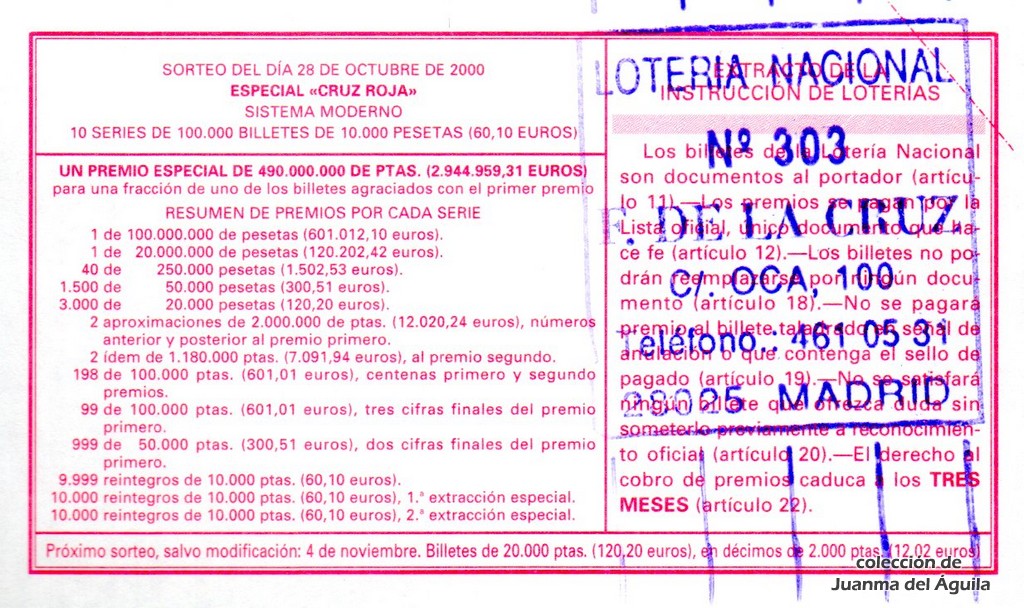 SORTEO DEL DÍA 28 DE OCTUBRE DE 2000
ESPECIAL «CRUZ ROJA»
SISTEMA MODERNO
10 SERIES DE 100.000 BILLETES DE 10.000 PESETAS (60,10 EUROS)
UN PREMIO ESPECIAL DE 490.000.000 DE PTAS. (2.944.959,31 EUROS)
para una fracción de uno de los billetes agraciados con el primer premio
RESUMEN DE PREMIOS POR CADA SERIE
1 de 100.000.000 de pesetas (601.012,10 euros).
1 de 20.000.000 de pesetas (120.202,42 euros).
40 de 250.000 pesetas (1.502,53 euros).
1.500 de 50.000 pesetas (300,51 euros).
3.000 de 20.000 pesetas (120,20 euros).
2 aproximaciones de 2.000.000 de ptas. (12.020,24 euros), números
anterior y posterior al premio primero.
2 ídem de 1.180.000 ptas. (7.091,94 euros), al premio segundo.
198 de 100.000 ptas. (601,01 euros), centenas primero y segundo
premios.
99 de 100.000 ptas. (601,01 euros), tres cifras finales del premio
primero.
999 de 50.000 ptas. (300,51 euros), dos cifras finales del premio
primero.
9.999 reintegros de 10.000 ptas. (60,10 euros).
10.000 reintegros de 10.000 ptas. (60,10 euros), 1.ª extracción especial.
10.000 reintegros de 10.000 ptas. (60,10 euros), 2.ª extracción especial.
EXTRACTO DE LA
INSTRUCCIÓN DE LOTERIAS
Los billetes de la Lotería Nacional
son documentos al portador (artícu-
lo 11).—Los premios se pagan por la
Lista oficial, único documento que ha-
ce fe (artículo 12).—Los billetes no po-
drán reemplazarse por ningún docu-
mento (artículo 18).—No se pagará
premio al billete taladrado en señal de
anulación o que contenga el sello de
pagado (artículo 19).—No se satisfará
ningún billete que ofrezca duda sin
someterlo previamente a reconocimien-
to oficial (artículo 20).—El derecho al
cobro de premios caduca a los TRES
MESES (artículo 22).
LOTERIA NACIONAL
Nº 303
F. DE LA CRUZ
C/. OCA, 100
Teléfono.: 461 05 31
28025 MADRID
Próximo sorteo, salvo modificación: 4 de noviembre. Billetes de 20.000 ptas. (120,20 euros), en décimos de 2.000 ptas. (12,02 euros)
colección de
Juanma del Águila